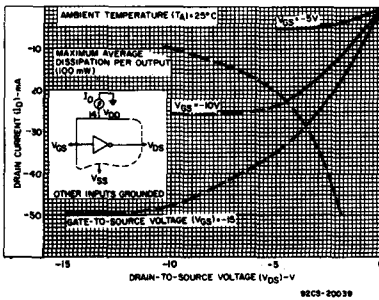 AMBIENT TEMPERATURE (TA)=25°C
VGS=-5V
MAXIMUM AVERAGE
DISSIPATION PER OUTPUT
(100 mW)
ID
VDD
14
VGS
VDS
VSS
OTHER INPUTS GROUNDED
VGS=-10V
GATE-TO-SOURCE VOLTAGE (VGS)=-15
DRAIN CURRENT (ID)-mA
-10
-20
-30
-40
-50
-15
-10
-5
0
DRAIN-TO-SOURCE VOLTAGE (VDS)-V
92CS-20039